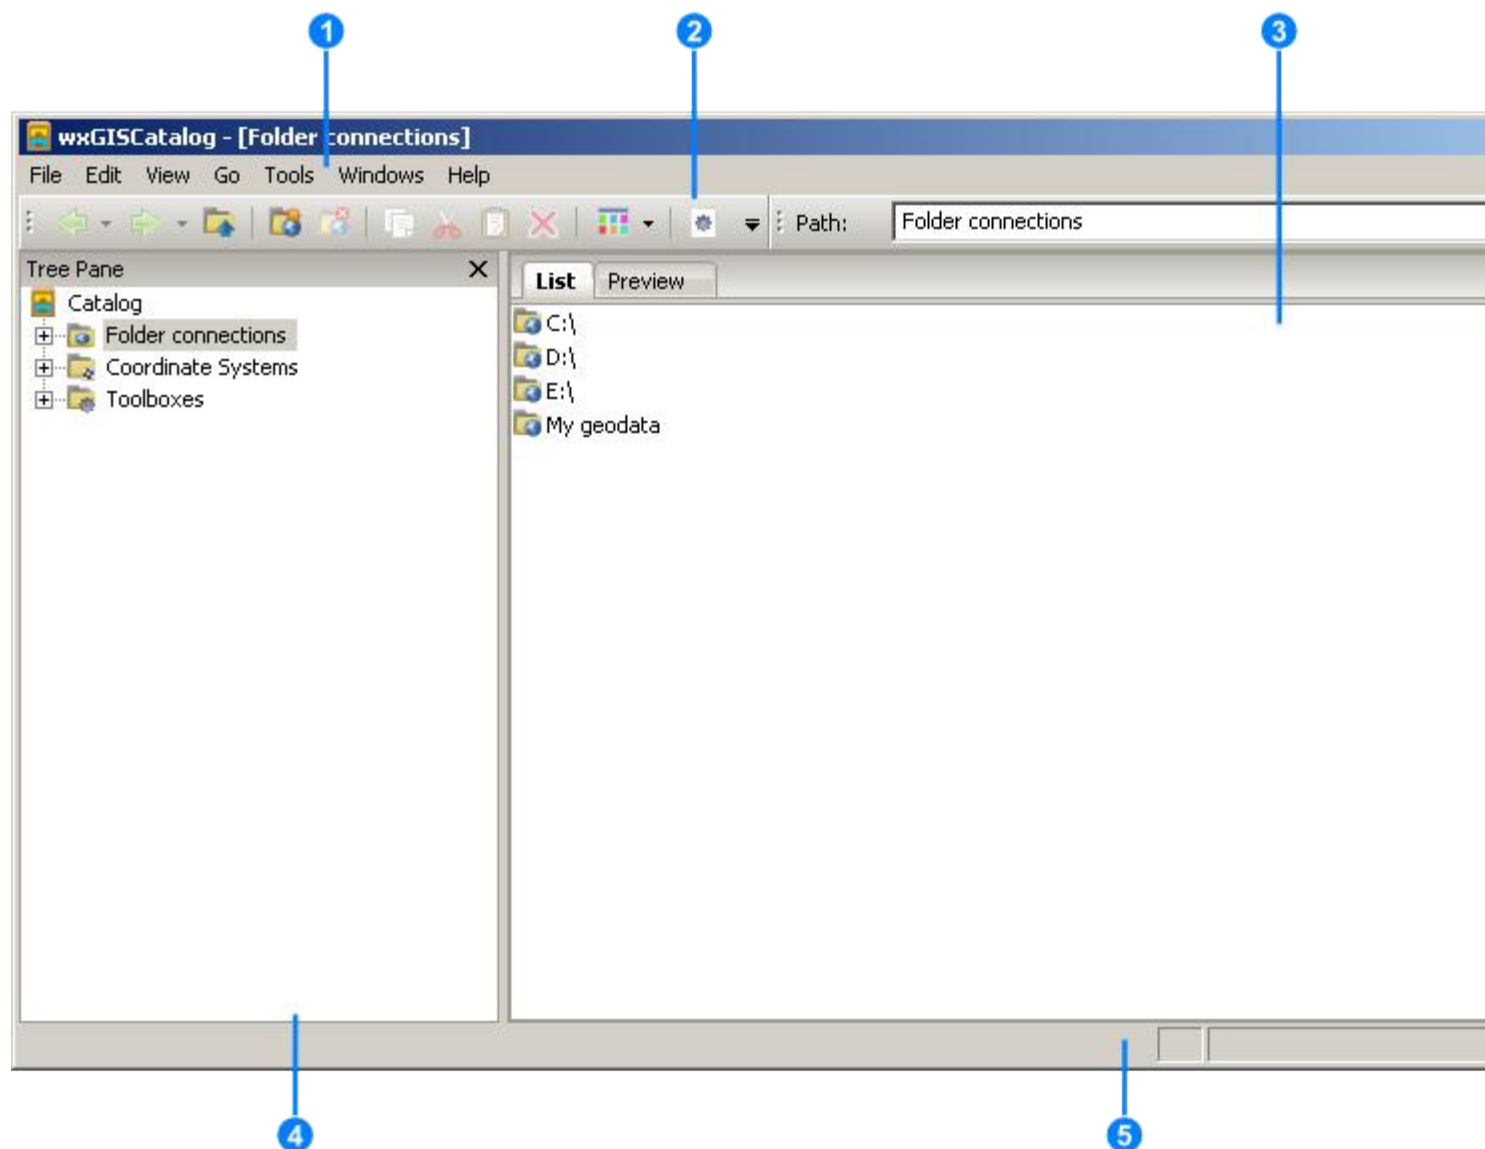 1 2 3
wxGISCatalog - [Folder connections]
File Edit View Go Tools Windows Help
Path: Folder connections
Tree Pane
Catalog
Folder connections
Coordinate Systems
Toolboxes
List Preview
C:\
D:\
E:\
My geodata
4 5